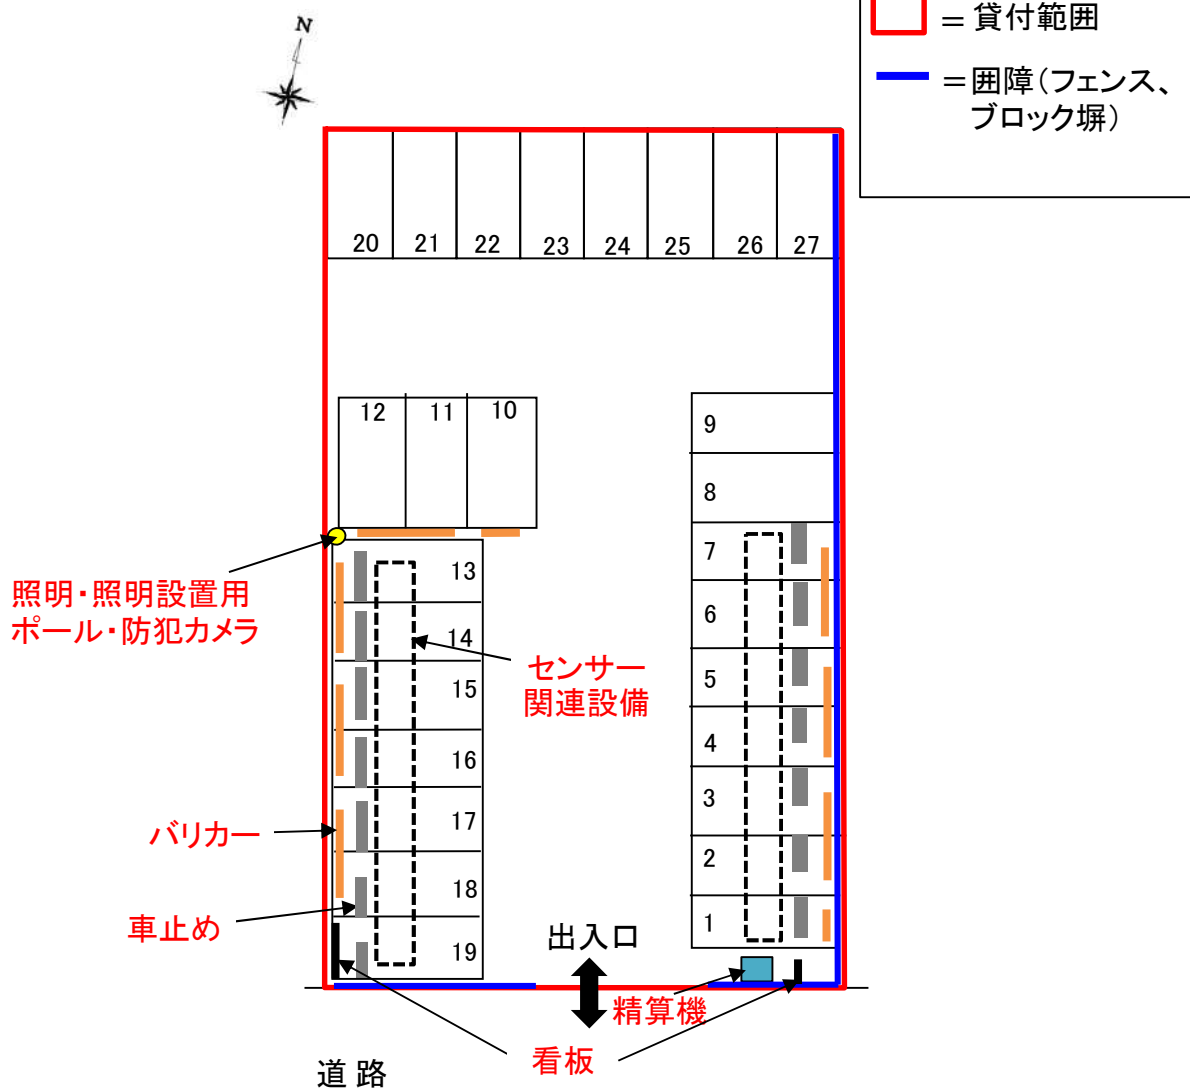 N
= 貸付範囲
=囲障(フェンス、
ブロック塀)
20 21 22 23 24 25 26 27
12 11 10
9
8
7
6
5
4
3
2
1
13
14
15
16
17
18
19
照明・照明設置用
ポール・防犯カメラ
センサー
関連設備
バリカー
車止め
出入口
精算機
看板
道 路